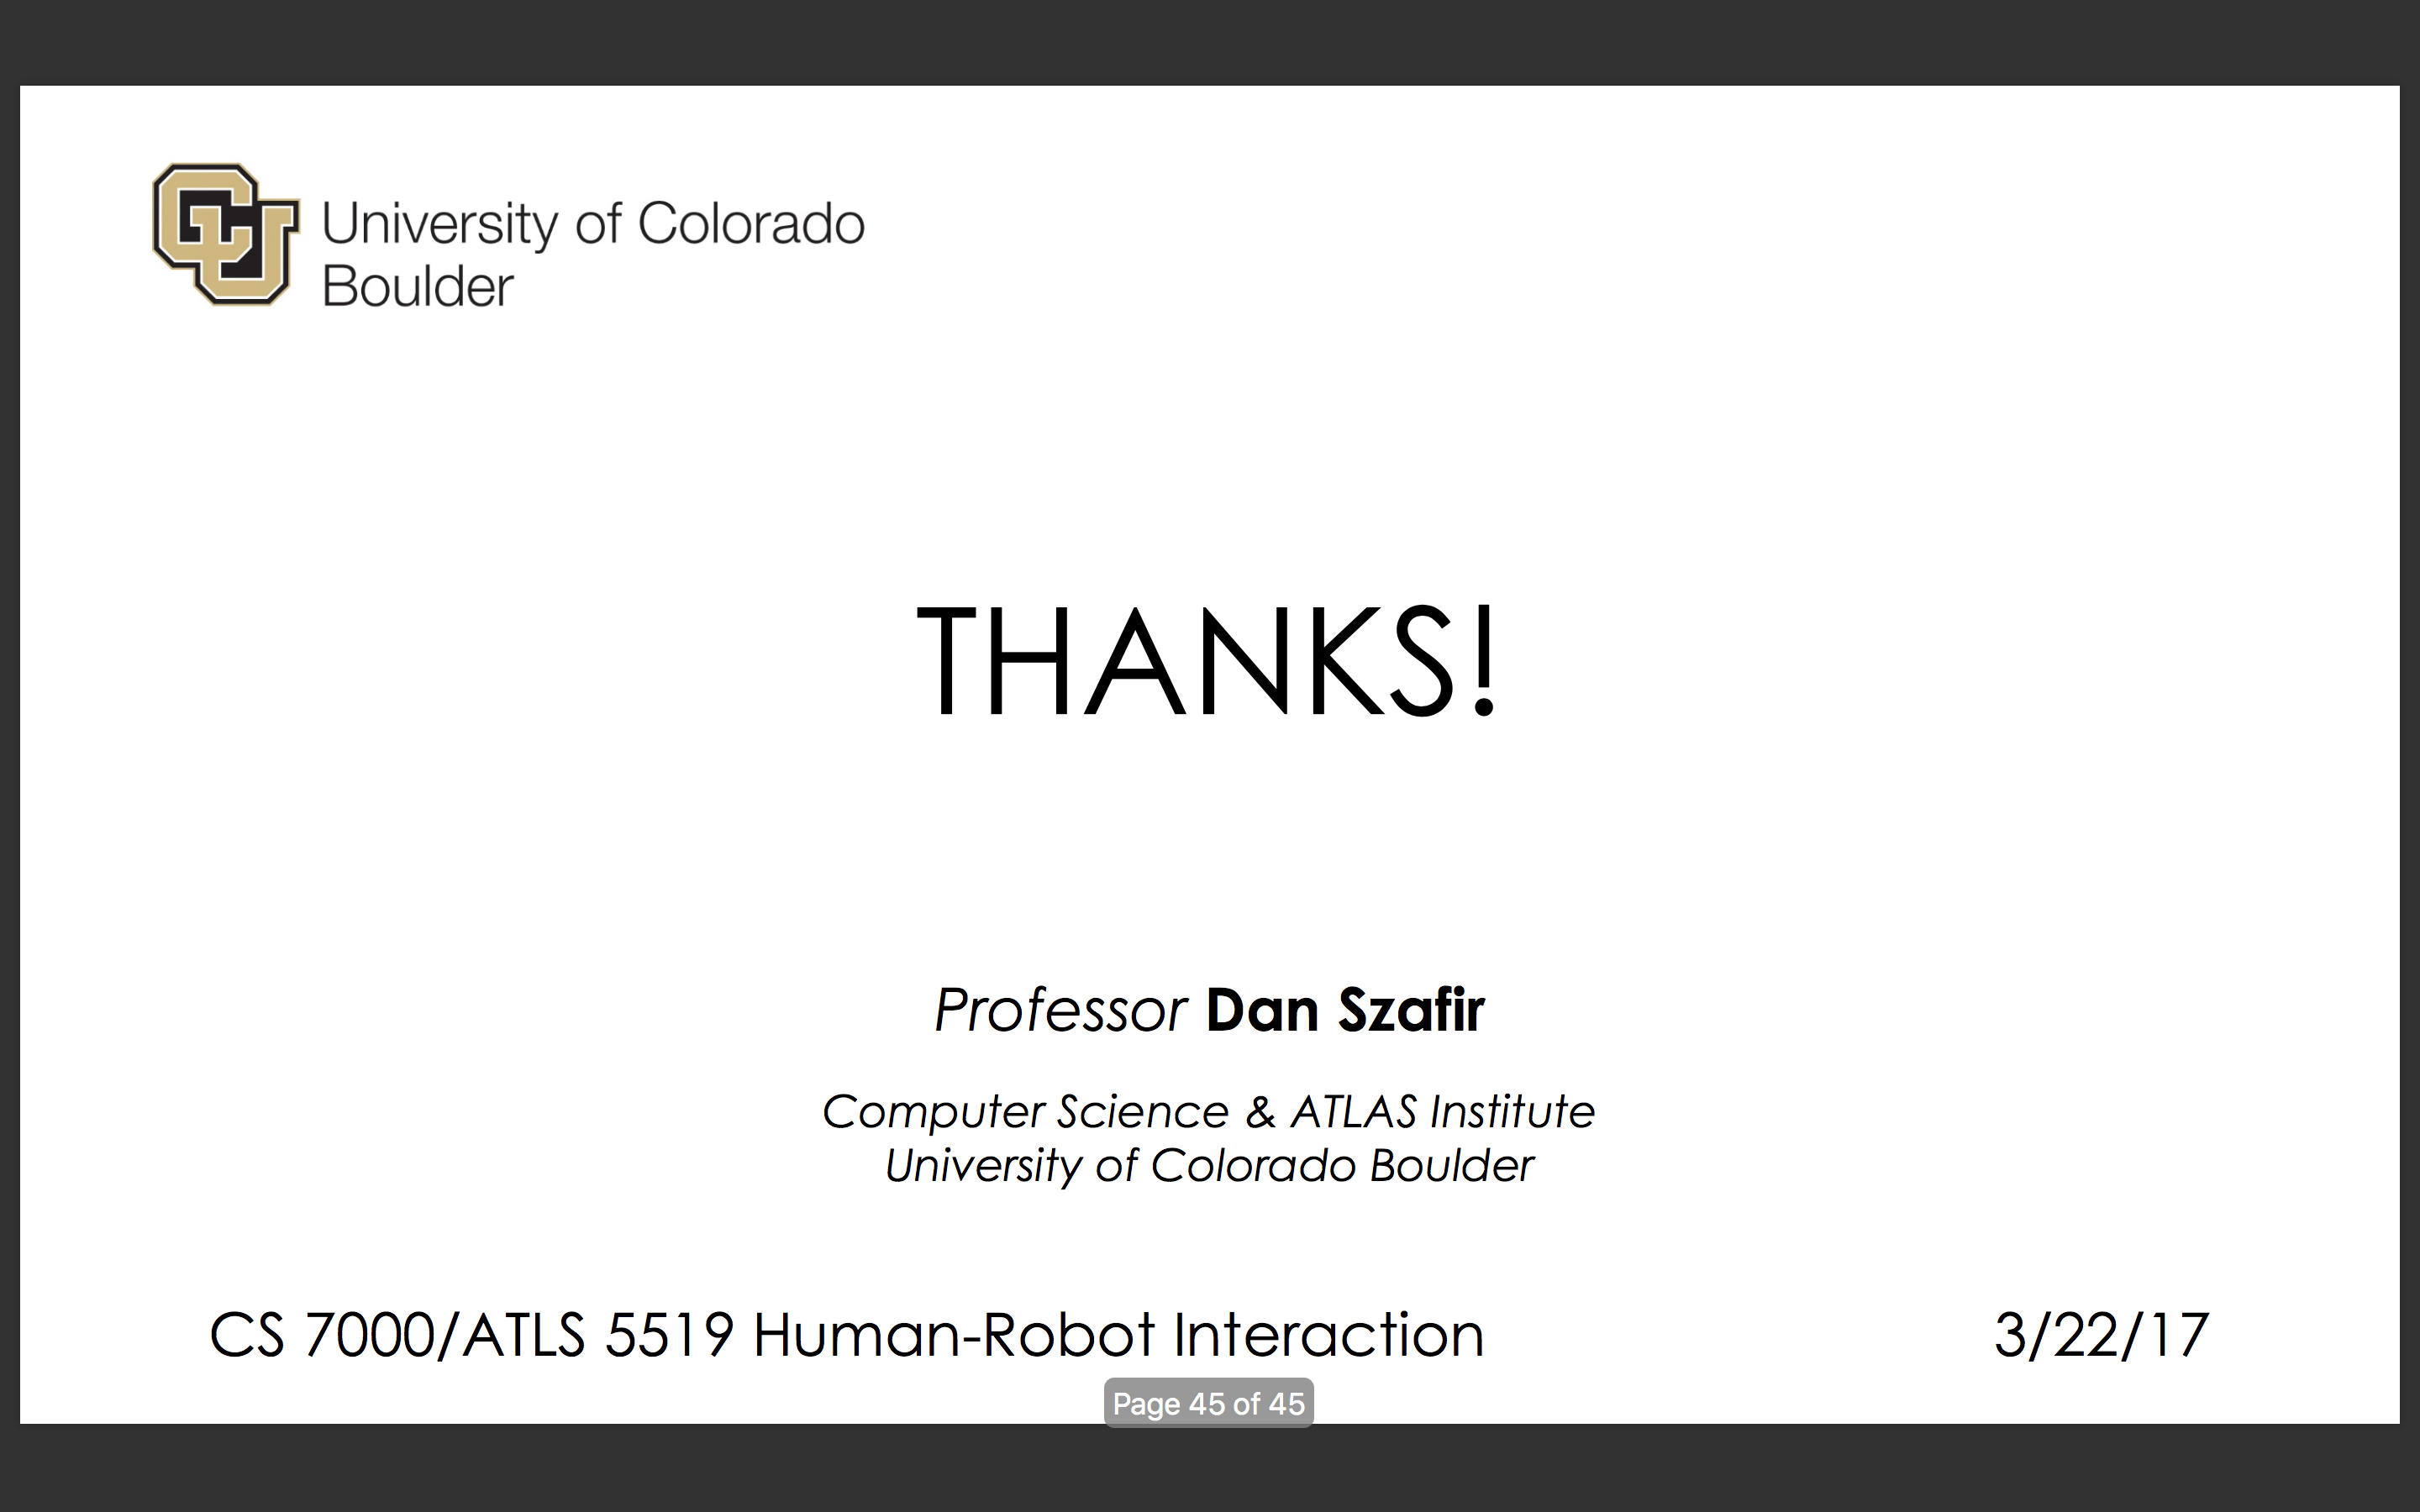 CU
University of Colorado
Boulder
THANKS!
Professor Dan Szafir
Computer Science & ATLAS Institute
University of Colorado Boulder
CS 7000/ATLS 5519 Human-Robot Interaction
3/22/17
Page 45 of 45